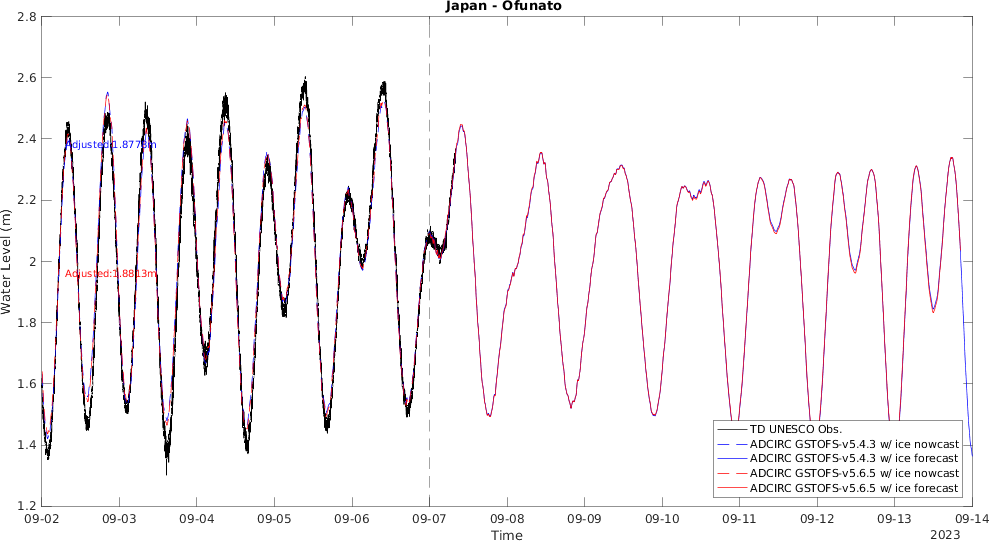 Japan - Ofunato
2.8
2.6
2.4
2.2
2
1.8
1.6
1.4
1.2
Water Level (m)
Adjusted:1.8778m
Adjusted:1.8813m
TD UNESCO Obs.
ADCIRC GSTOFS-v5.4.3 w/ ice nowcast
ADCIRC GSTOFS-v5.4.3 w/ ice forecast
ADCIRC GSTOFS-v5.6.5 w/ ice nowcast
ADCIRC GSTOFS-v5.6.5 w/ ice forecast
09-02 09-03 09-04 09-05 09-06 09-07 09-08 09-09 09-10 09-11 09-12 09-13 09-14
Time
2023